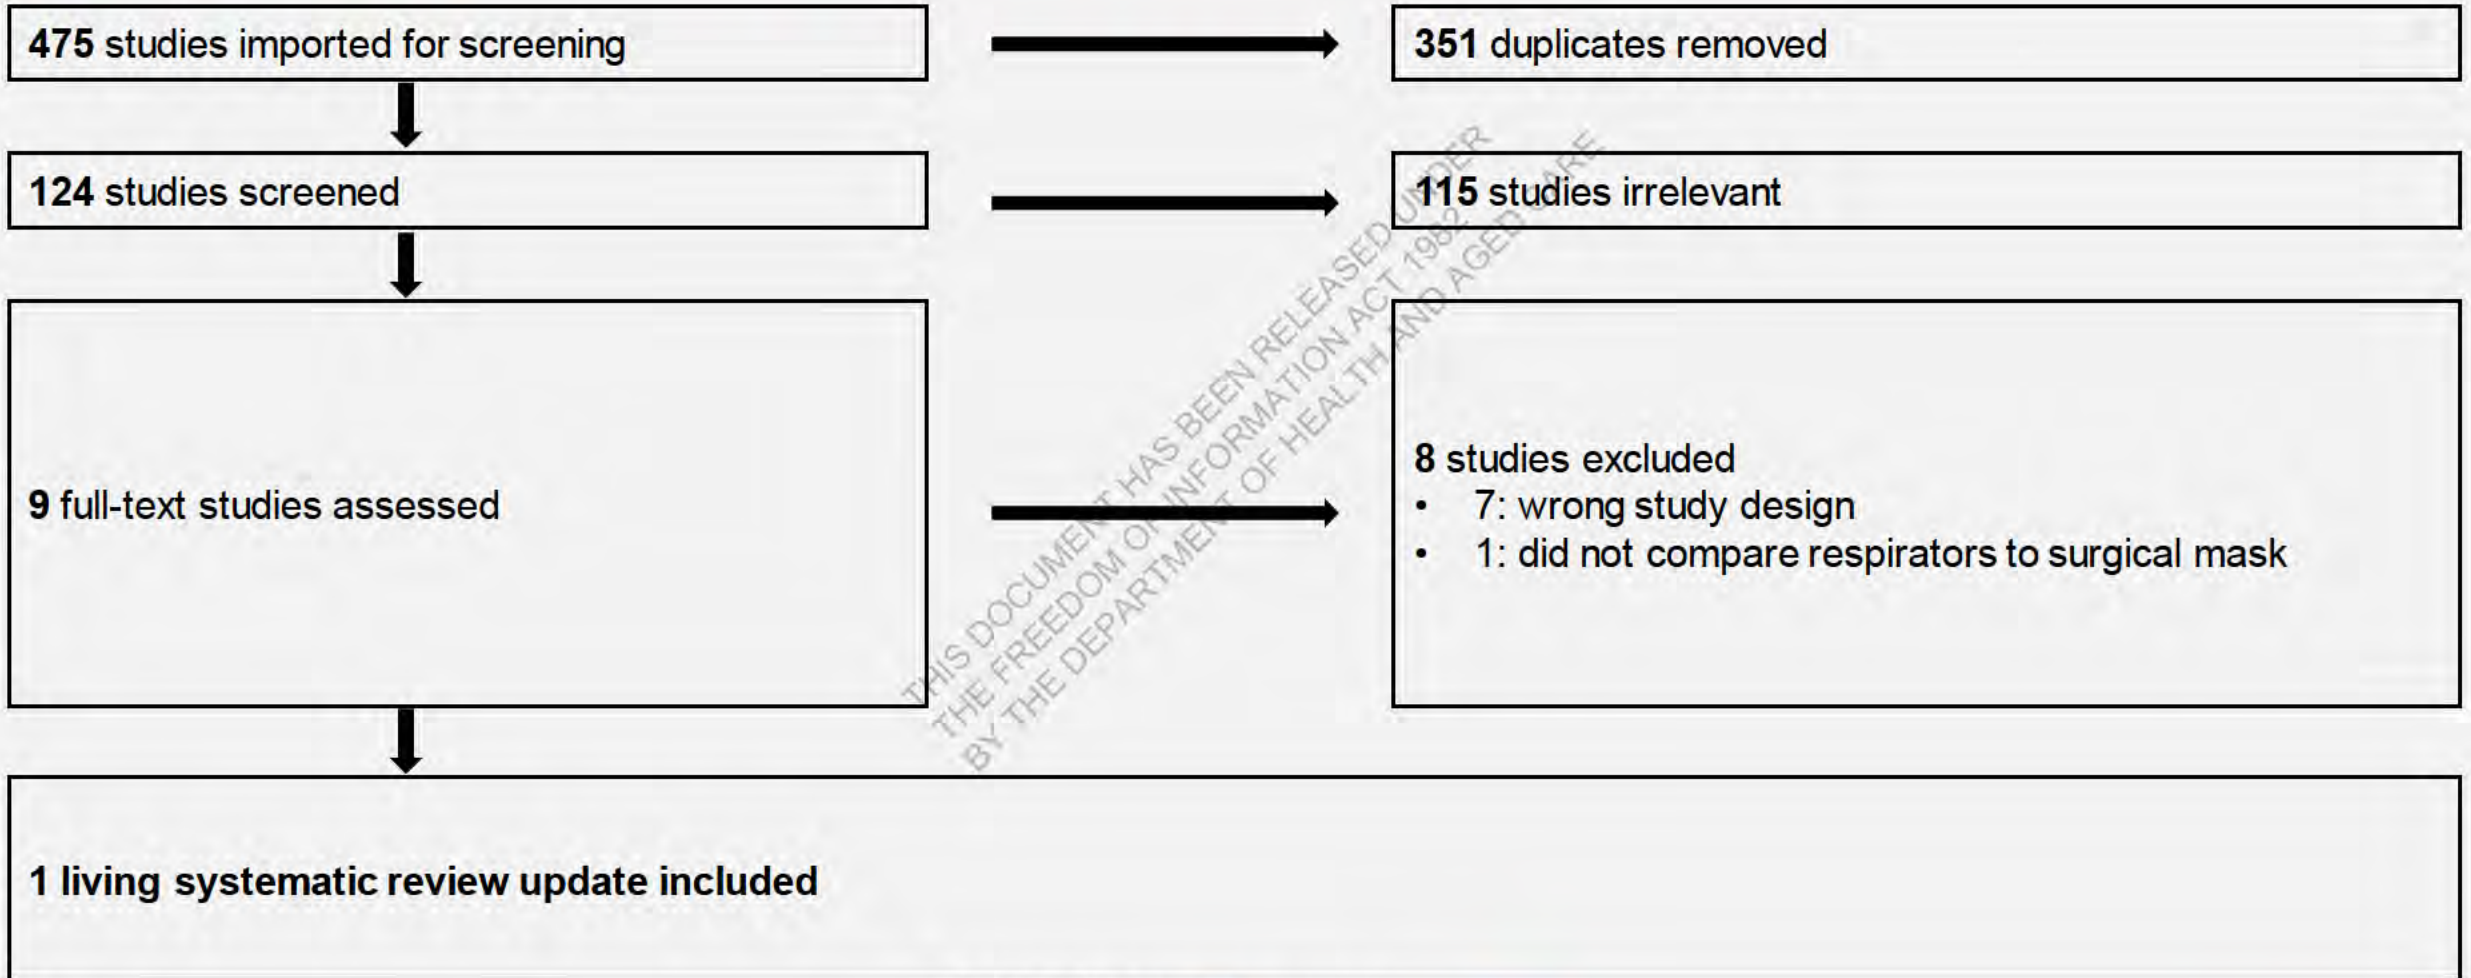 475 studies imported for screening
351 duplicates removed
124 studies screened
115 studies irrelevant
9 full-text studies assessed
8 studies excluded
• 7: wrong study design
• 1: did not compare respirators to surgical mask
1 living systematic review update included
THIS DOCUMENT HAS BEEN RELEASED UNDER
THE FREEDOM OF INFORMATION ACT 1982
BY THE DEPARTMENT OF HEALTH AND AGED CARE